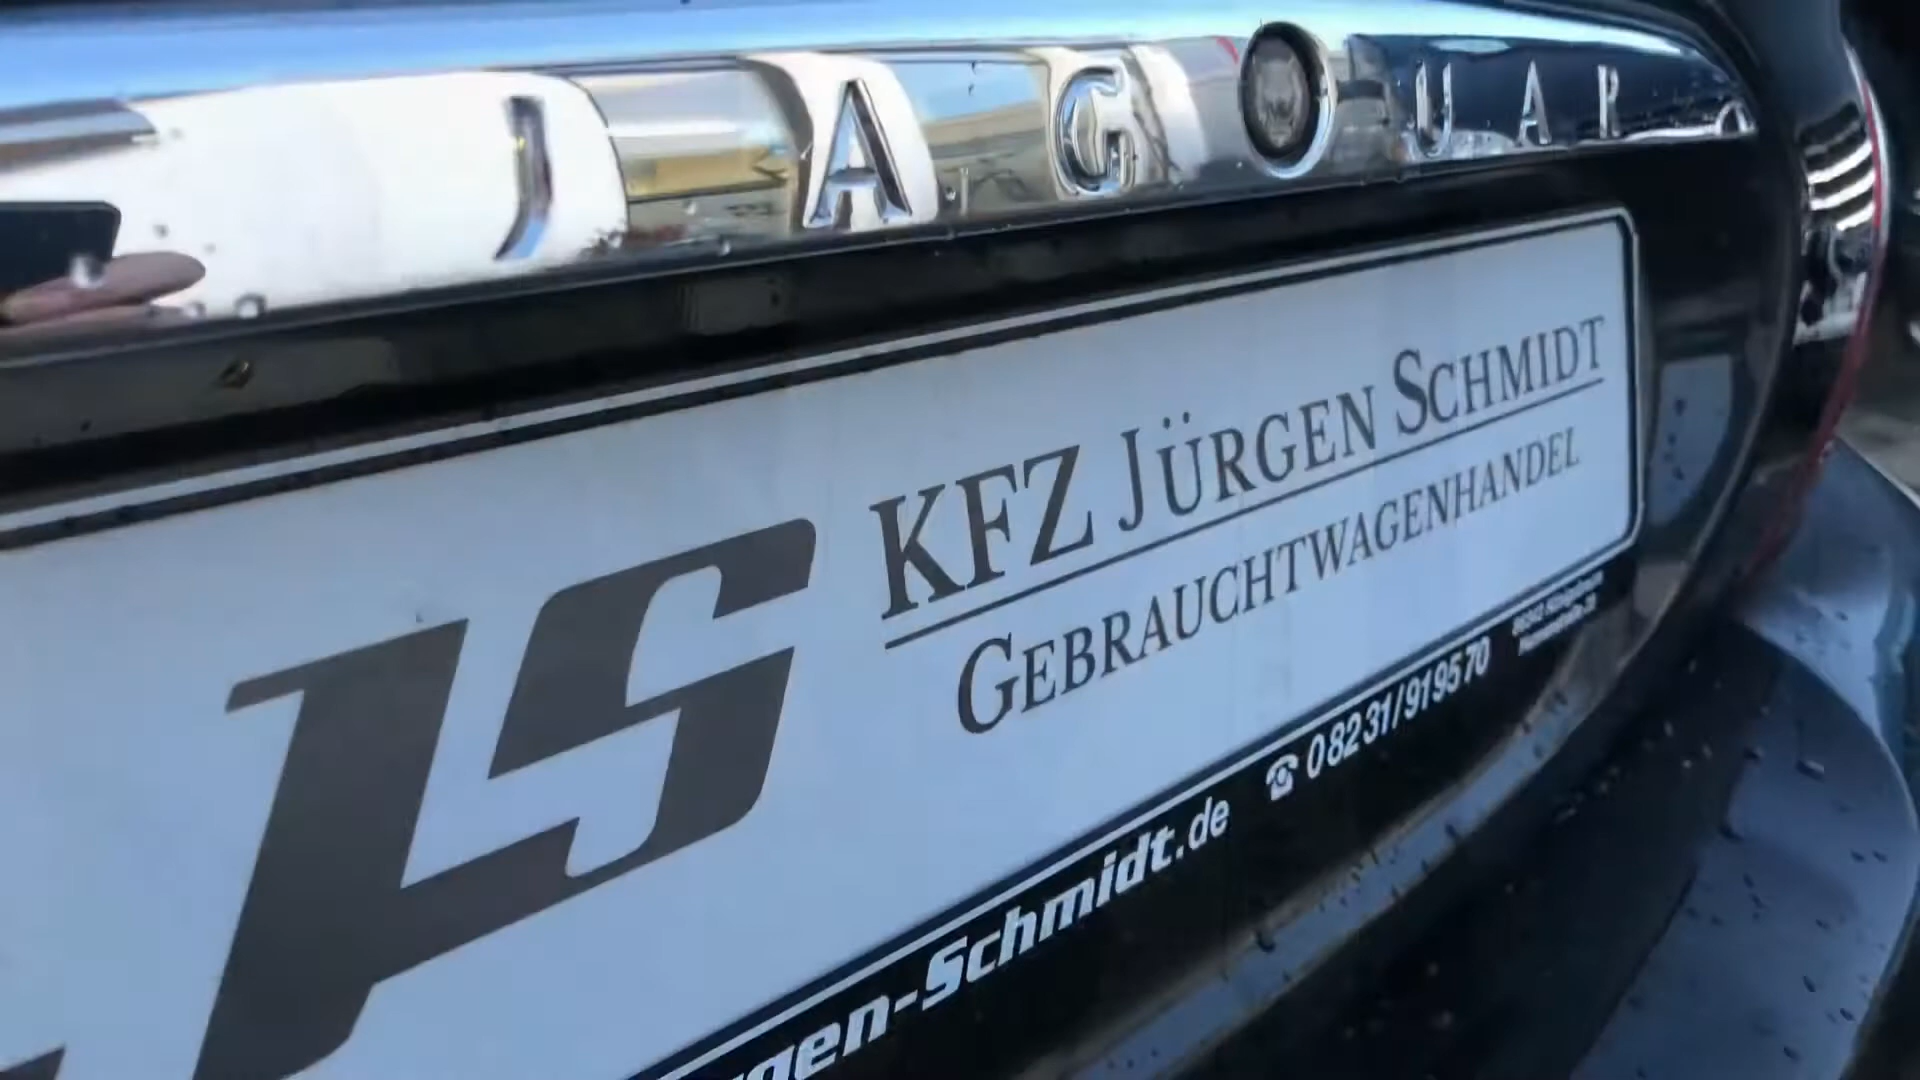 JAGUAR
JS
KFZ JÜRGEN SCHMIDT
GEBRAUCHTWAGENHANDEL
gen-Schmidt.de ☎ 08231/919570